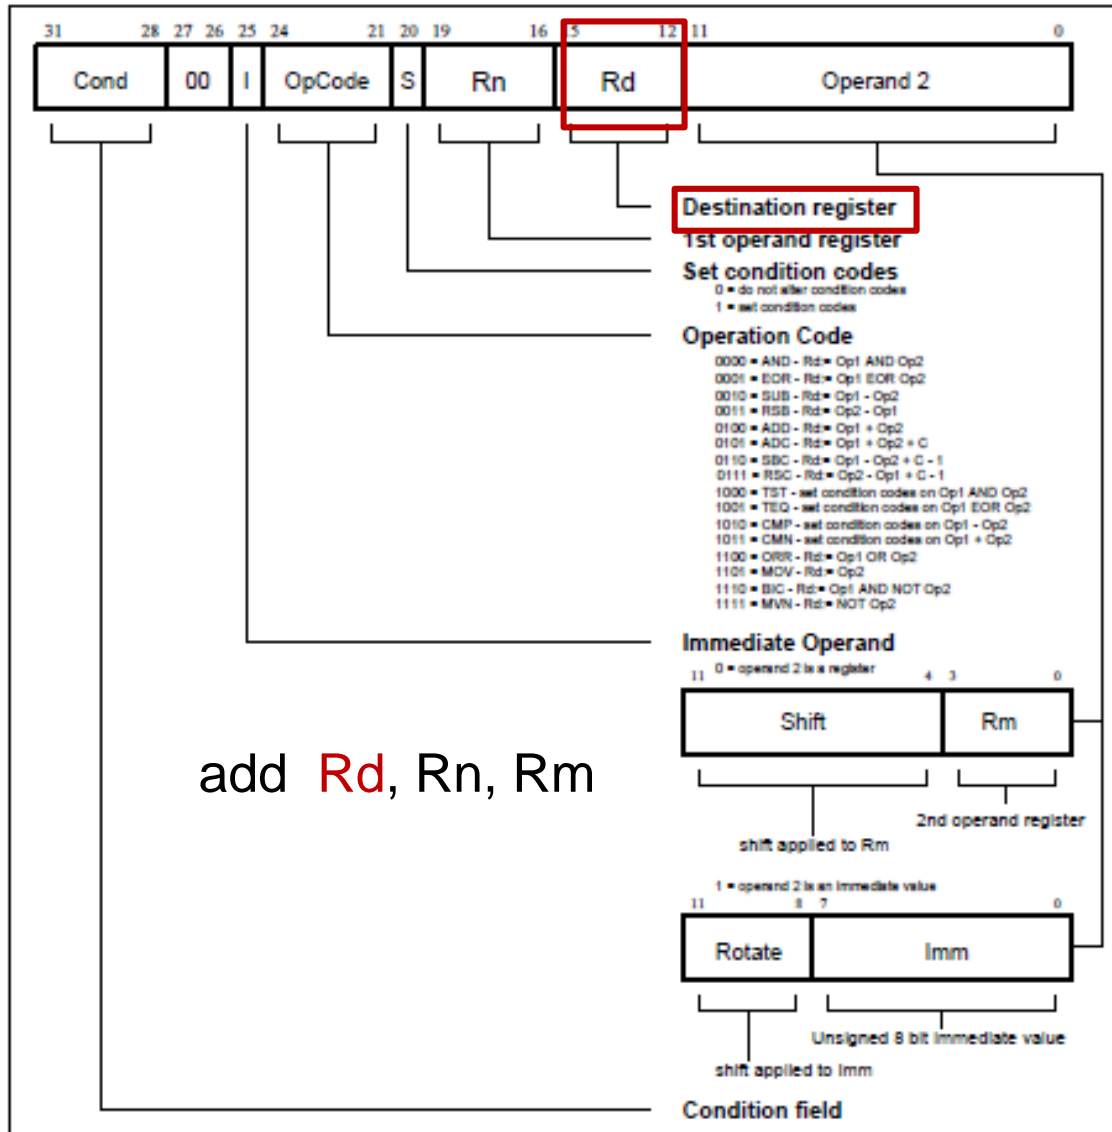 31 28 27 26 25 24 21 20 19 16 15 12 11 0
Cond 00 I OpCode S Rn Rd Operand 2
Destination register
1st operand register
Set condition codes
0 = do not alter condition codes
1 = set condition codes
Operation Code
0000 = AND - Rd:= Op1 AND Op2
0001 = EOR - Rd:= Op1 EOR Op2
0010 = SUB - Rd:= Op1 - Op2
0011 = RSB - Rd:= Op2 - Op1
0100 = ADD - Rd:= Op1 + Op2
0101 = ADC - Rd:= Op1 + Op2 + C
0110 = SBC - Rd:= Op1 - Op2 + C - 1
0111 = RSC - Rd:= Op2 - Op1 + C - 1
1000 = TST - set condition codes on Op1 AND Op2
1001 = TEQ - set condition codes on Op1 EOR Op2
1010 = CMP - set condition codes on Op1 - Op2
1011 = CMN - set condition codes on Op1 + Op2
1100 = ORR - Rd:= Op1 OR Op2
1101 = MOV - Rd:= Op2
1110 = BIC - Rd:= Op1 AND NOT Op2
1111 = MVN - Rd:= NOT Op2
Immediate Operand
0 = operand 2 is a register
11 4 3 0
Shift Rm
add Rd, Rn, Rm
2nd operand register
shift applied to Rm
1 = operand 2 is an immediate value
11 8 7 0
Rotate Imm
Unsigned 8 bit immediate value
shift applied to Imm
Condition field